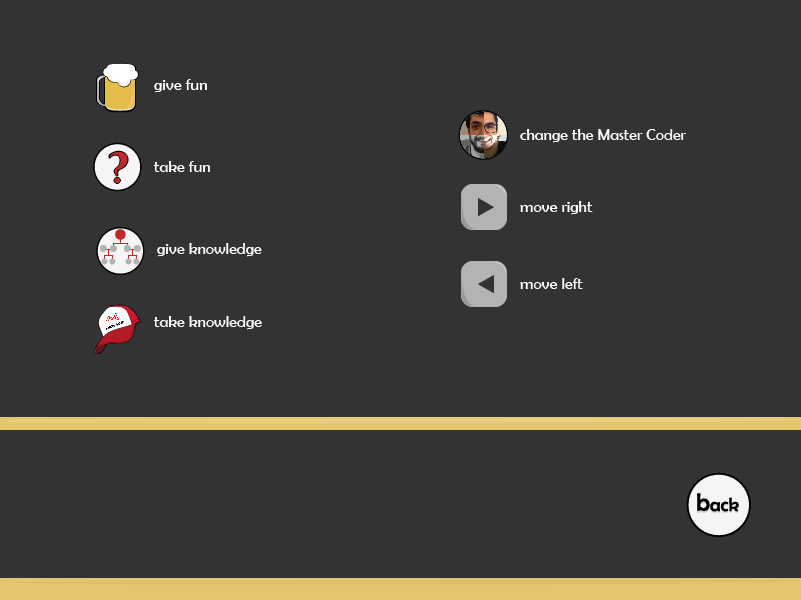 give fun
take fun
give knowledge
take knowledge
change the Master Coder
move right
move left
back